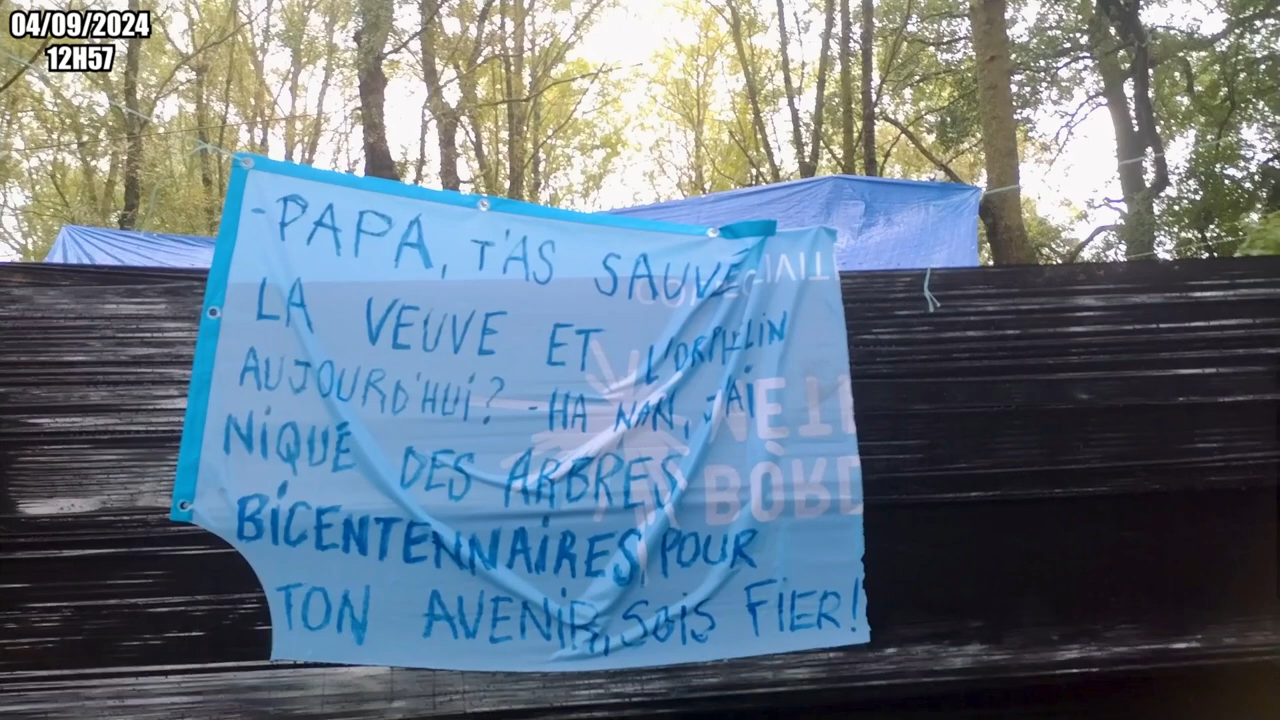 04/09/2024
12H57
-PAPA, T'AS SAUVÉ
LA VEUVE ET L'ORPHELIN
AUJOURD'HUI? -HA NAN, J'AI
NIQUÉ DES ARBRES
BICENTENNAIRES, POUR
TON AVENIR, SOIS FIER!